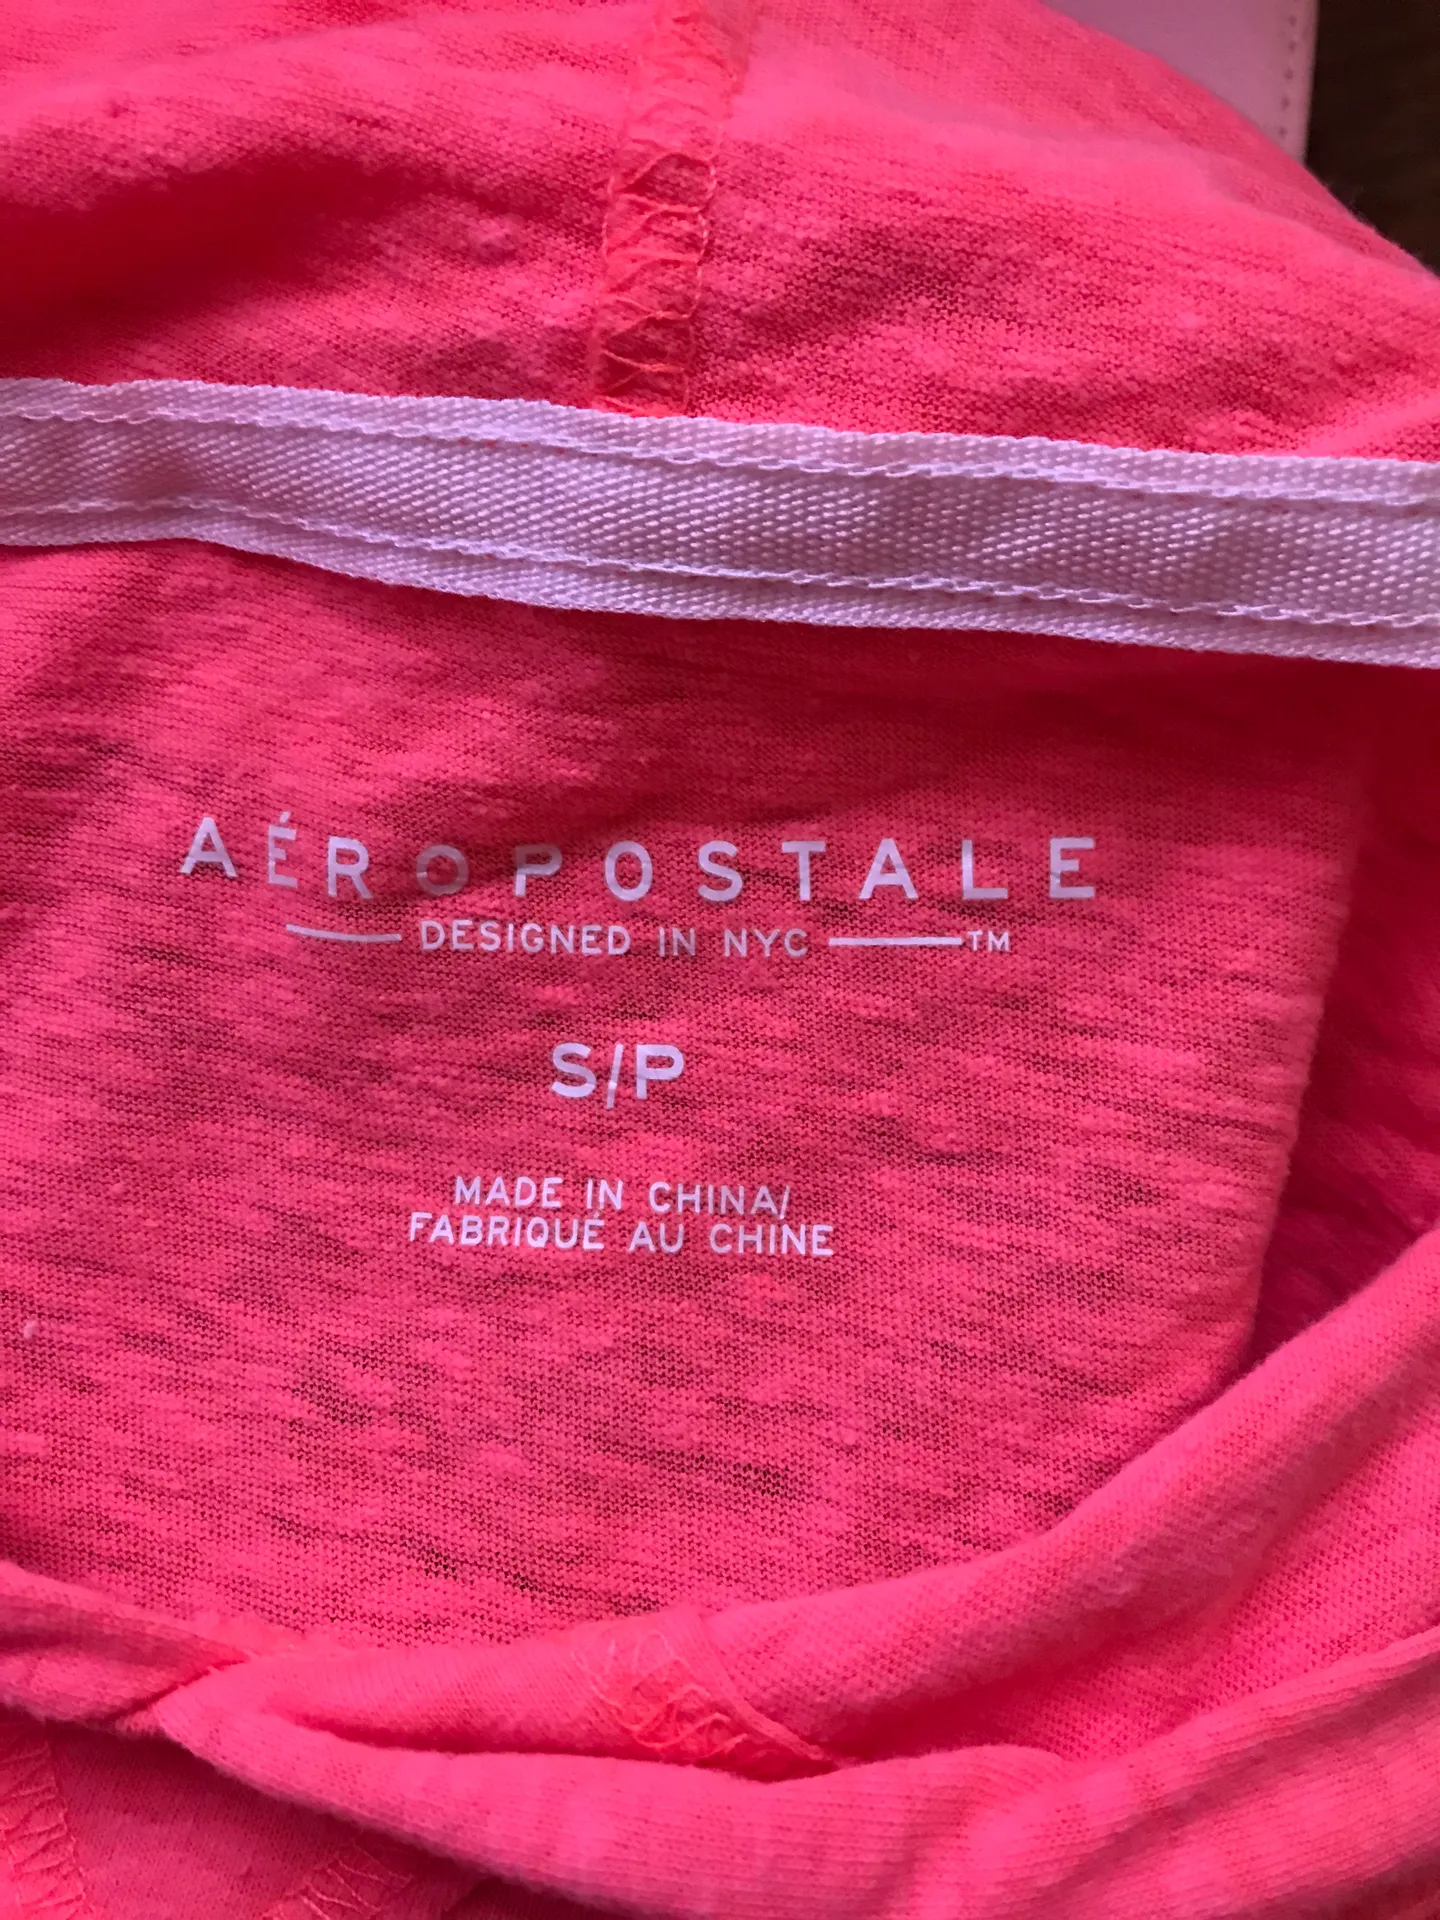 AÉROPOSTALE
DESIGNED IN NYC TM
S/P
MADE IN CHINA/
FABRIQUÉ AU CHINE